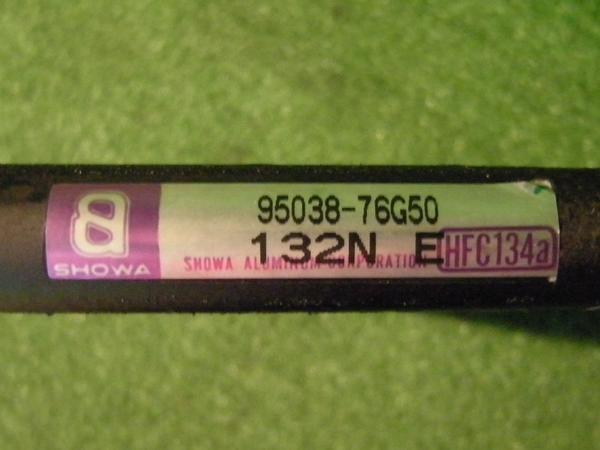 95038-76G50
132N E
SHOWA ALUMINUM CORPORATION
HFC134a
SHOWA